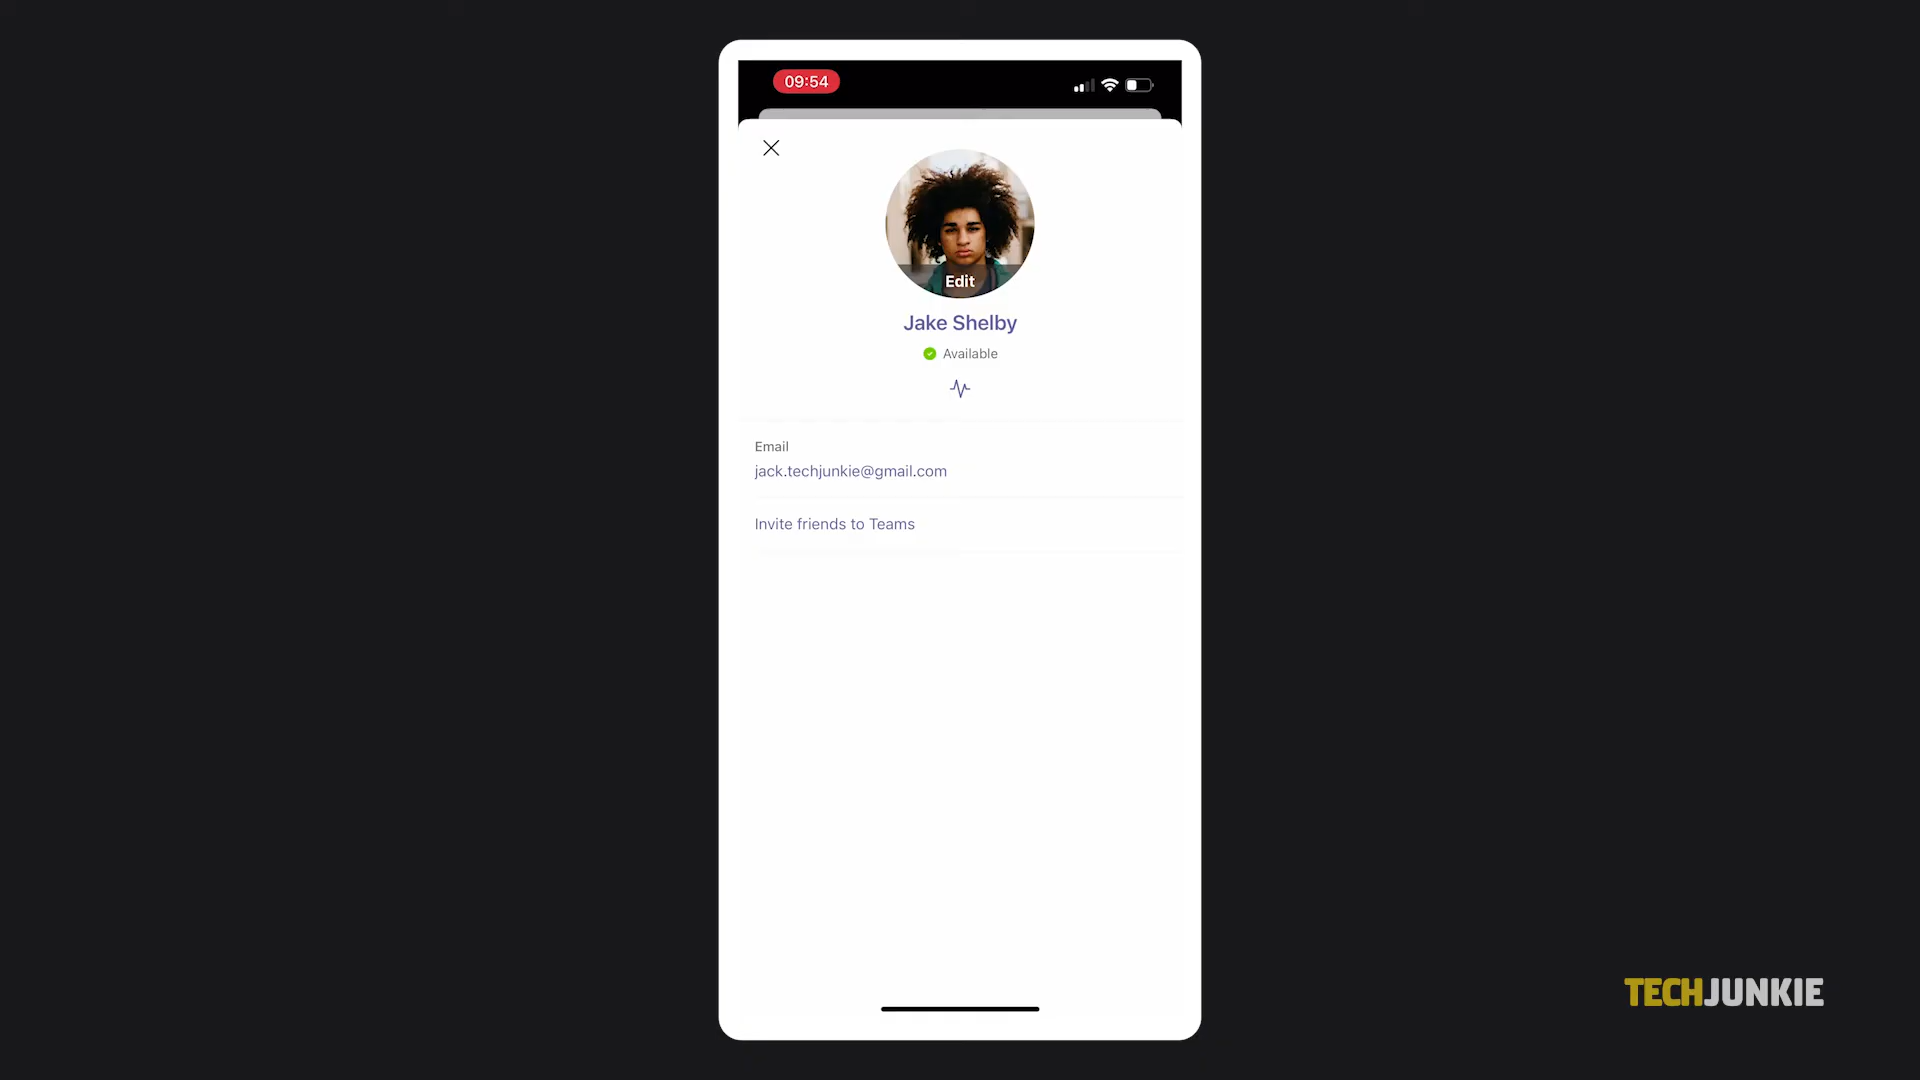 09:54
Edit
Jake Shelby
Available
Email
jack.techjunkie@gmail.com
Invite friends to Teams
TECHJUNKIE